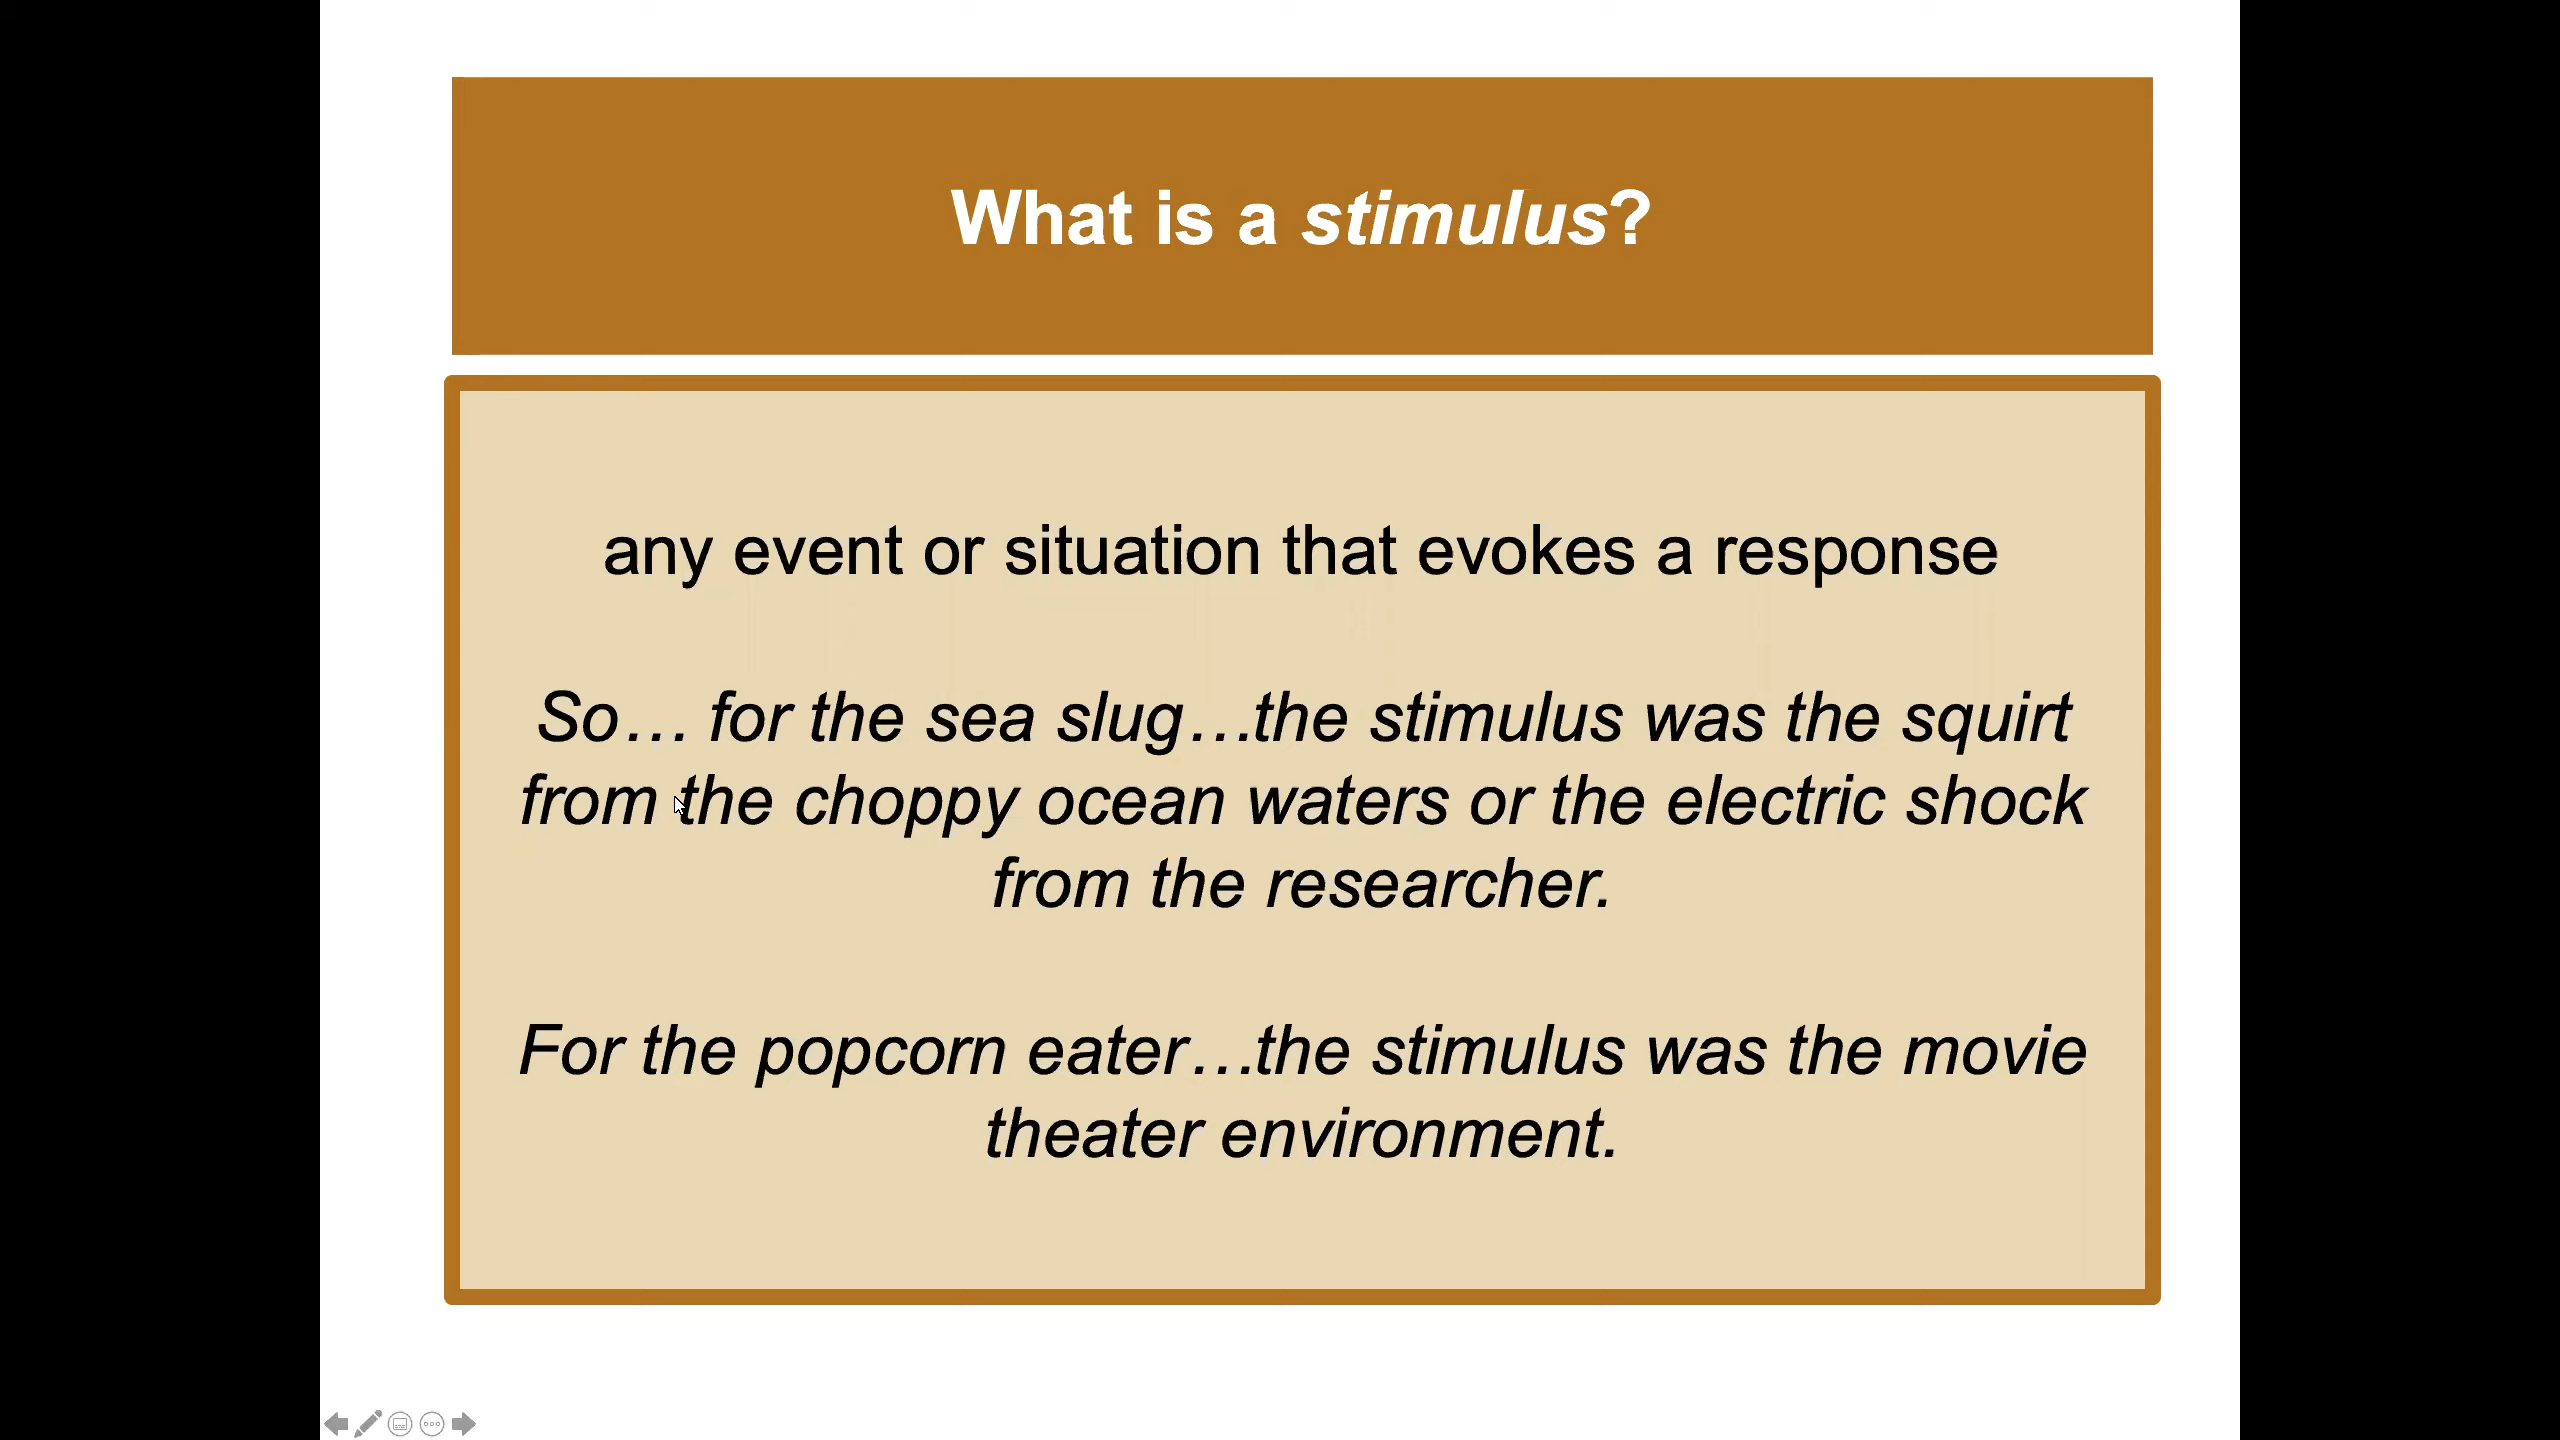 What is a stimulus?
any event or situation that evokes a response
So… for the sea slug…the stimulus was the squirt
from the choppy ocean waters or the electric shock
from the researcher.
For the popcorn eater…the stimulus was the movie
theater environment.